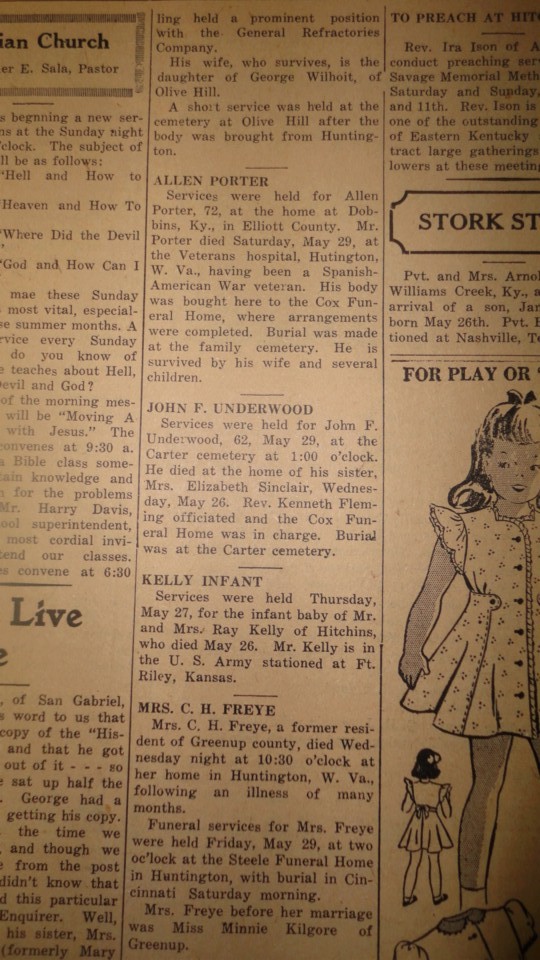 ian Church
er E. Sala, Pastor
s begnning a new ser-
ns at the Sunday night
'clock. The subject of
ll be as follows:
"Hell and How to
"Heaven and How To
"Where Did the Devil
"
"God and How Can I
mae these Sunday
most vital, especial-
se summer months. A
rvice every Sunday
do you know of
e teaches about Hell,
Devil and God?
of the morning mes-
will be "Moving A
with Jesus." The
convenes at 9:30 a.
a Bible class some-
tain knowledge and
n for the problems
Mr. Harry Davis,
ool superintendent,
most cordial invi-
tend our classes.
es convene at 6:30
Live
e
, of San Gabriel,
s word to us that
copy of the "His-
and that he got
out of it - - - so
e sat up half the
. George had a
getting his copy.
the time we
, and though we
e from the post
didn't know that
d this particular
Enquirer. Well,
his sister, Mrs.
(formerly Mary
ling held a prominent position
with the General Refractories
Company.
His wife, who survives, is the
daughter of George Wilhoit, of
Olive Hill.
A short service was held at the
cemetery at Olive Hill after the
body was brought from Hunting-
ton.
ALLEN PORTER
Services were held for Allen
Porter, 72, at the home at Dob-
bins, Ky., in Elliott County. Mr.
Porter died Saturday, May 29, at
the Veterans hospital, Hutington,
W. Va., having been a Spanish-
American War veteran. His body
was bought here to the Cox Fun-
eral Home, where arrangements
were completed. Burial was made
at the family cemetery. He is
survived by his wife and several
children.
JOHN F. UNDERWOOD
Services were held for John F.
Underwood, 62, May 29, at the
Carter cemetery at 1:00 o'clock.
He died at the home of his sister,
Mrs. Elizabeth Sinclair, Wednes-
day, May 26. Rev. Kenneth Flem-
ing officiated and the Cox Fun-
eral Home was in charge. Burial
was at the Carter cemetery.
KELLY INFANT
Services were held Thursday,
May 27, for the infant baby of Mr.
and Mrs. Ray Kelly of Hitchins,
who died May 26. Mr. Kelly is in
the U. S. Army stationed at Ft.
Riley, Kansas.
MRS. C. H. FREYE
Mrs. C. H. Freye, a former resi-
dent of Greenup county, died Wed-
nesday night at 10:30 o'clock at
her home in Huntington, W. Va.,
following an illness of many
months.
Funeral services for Mrs. Freye
were held Friday, May 29, at two
oc'lock at the Steele Funeral Home
in Huntington, with burial in Cin-
cinnati Saturday morning.
Mrs. Freye before her marriage
was Miss Minnie Kilgore of
Greenup.
TO PREACH AT HITC
Rev. Ira Ison of A
conduct preaching ser
Savage Memorial Meth
Saturday and Sunday,
and 11th. Rev. Ison is
one of the outstanding
of Eastern Kentucky
tract large gatherings
lowers at these meeting
STORK ST
Pvt. and Mrs. Arnol
Williams Creek, Ky., a
arrival of a son, Jan
born May 26th. Pvt. B
tioned at Nashville, Te
FOR PLAY OR